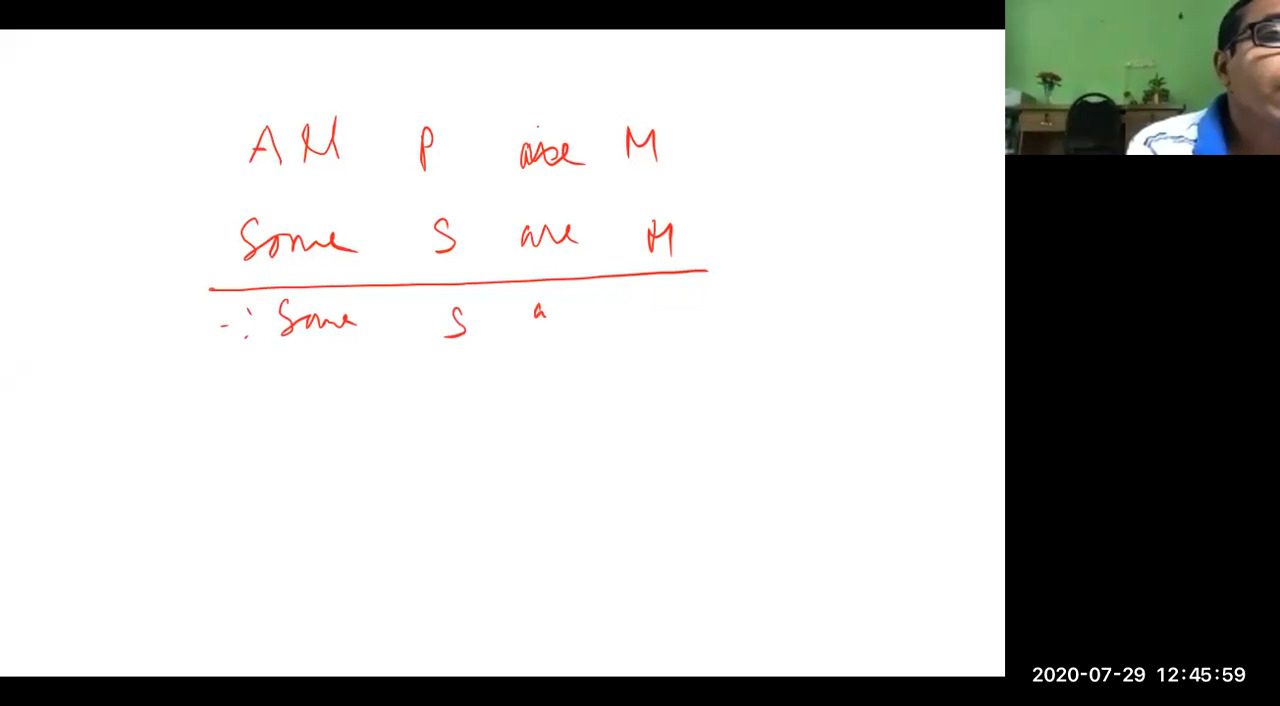 All P are M
Some S are M
∴ Some S a
2020-07-29 12:45:59